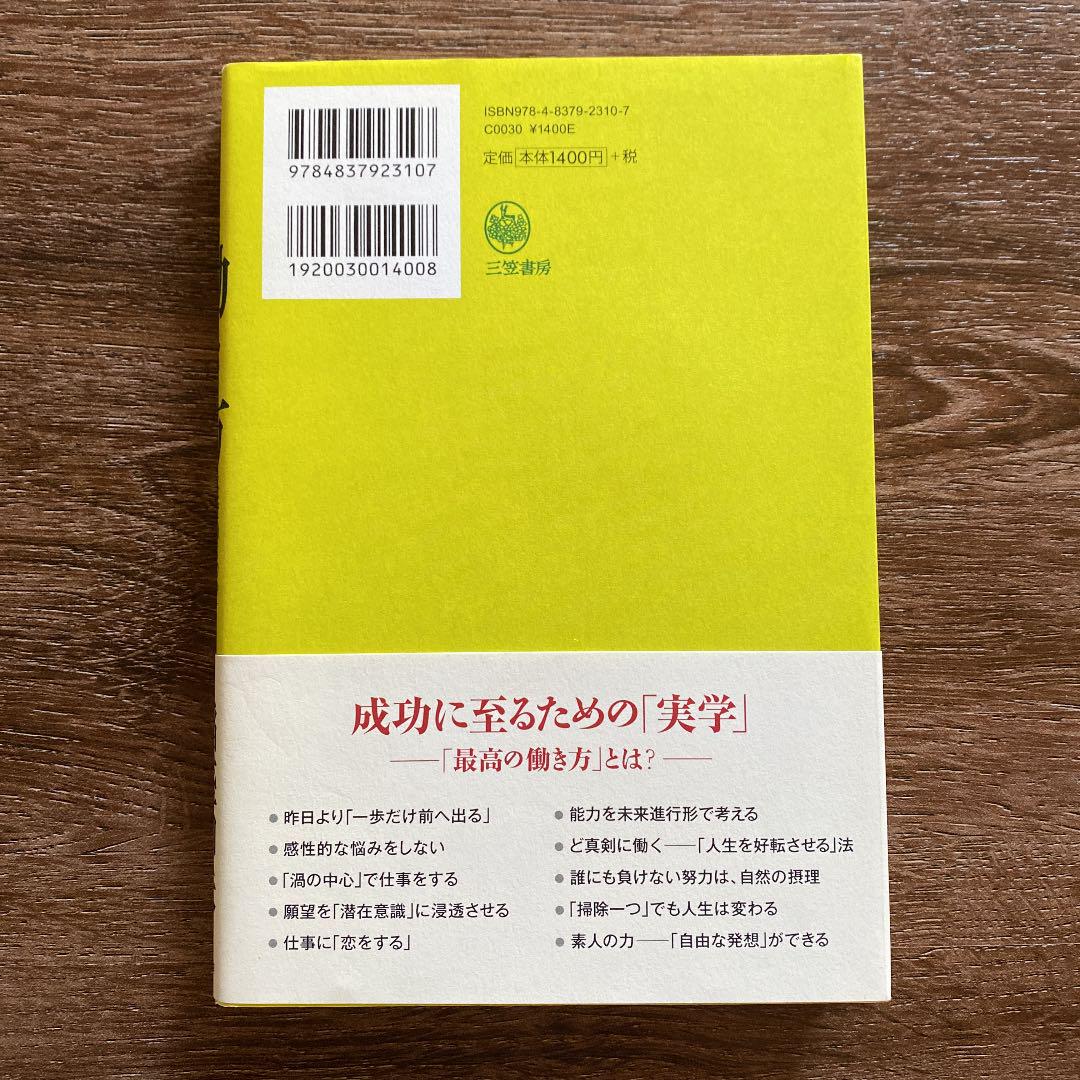 9784837923107
1920030014008
ISBN978-4-8379-2310-7
C0030 ¥1400E
定価 本体1400円 +税
三笠書房
成功に至るための「実学」
──「最高の働き方」とは? ──
● 昨日より「一歩だけ前へ出る」
● 感性的な悩みをしない
● 「渦の中心」で仕事をする
● 願望を「潜在意識」に浸透させる
● 仕事に「恋をする」
● 能力を未来進行形で考える
● ど真剣に働く──「人生を好転させる」法
● 誰にも負けない努力は、自然の摂理
● 「掃除一つ」でも人生は変わる
● 素人の力──「自由な発想」ができる